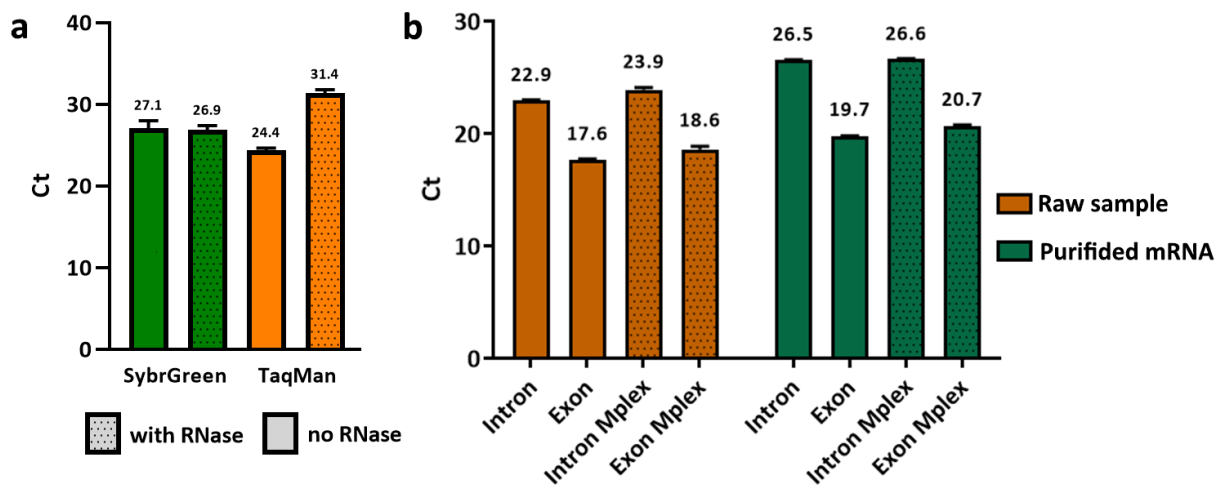 a
Ct
40
30
20
10
0
27.1
26.9
24.4
31.4
SybrGreen TaqMan
with RNase no RNase
b
Ct
30
20
10
0
22.9
17.6
23.9
18.6
26.5
19.7
26.6
20.7
Intron
Exon
Intron Mplex
Exon Mplex
Intron
Exon
Intron Mplex
Exon Mplex
Raw sample
Purifided mRNA